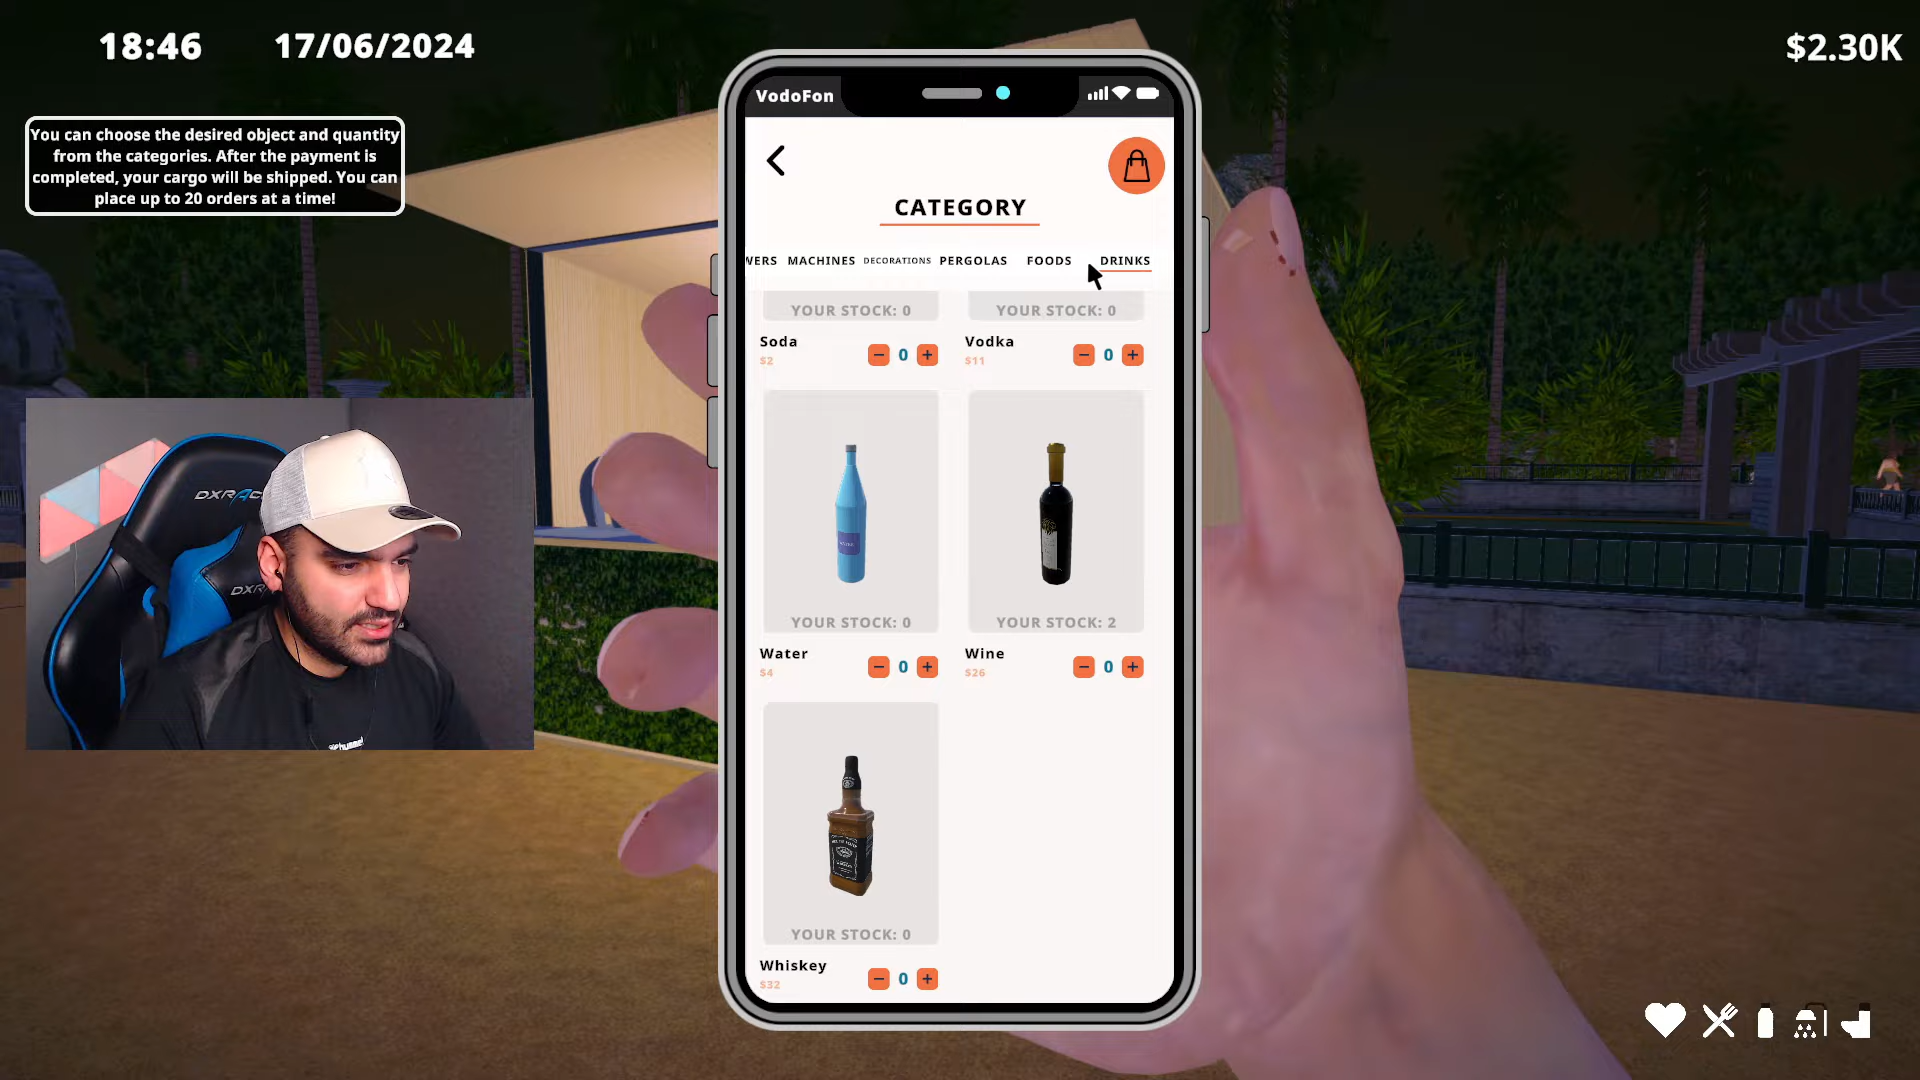 18:46
17/06/2024
$2.30K
You can choose the desired object and quantity
from the categories. After the payment is
completed, your cargo will be shipped. You can
place up to 20 orders at a time!
VodoFon
CATEGORY
WERS MACHINES DECORATIONS PERGOLAS FOODS DRINKS
YOUR STOCK: 0 YOUR STOCK: 0
Soda Vodka
$2 - 0 + $11 - 0 +
YOUR STOCK: 0 YOUR STOCK: 2
Water Wine
$4 - 0 + $26 - 0 +
YOUR STOCK: 0
Whiskey
$32 - 0 +
hummel